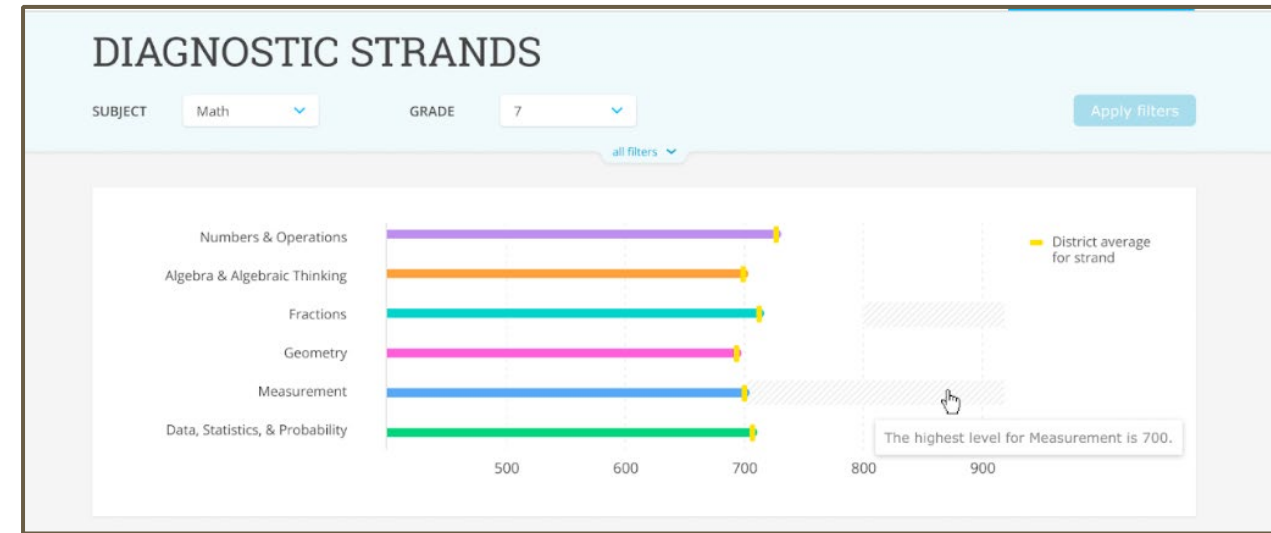 DIAGNOSTIC STRANDS
SUBJECT Math GRADE 7 Apply filters
all filters
Numbers & Operations
Algebra & Algebraic Thinking
Fractions
Geometry
Measurement
Data, Statistics, & Probability
District average
for strand
The highest level for Measurement is 700.
500 600 700 800 900